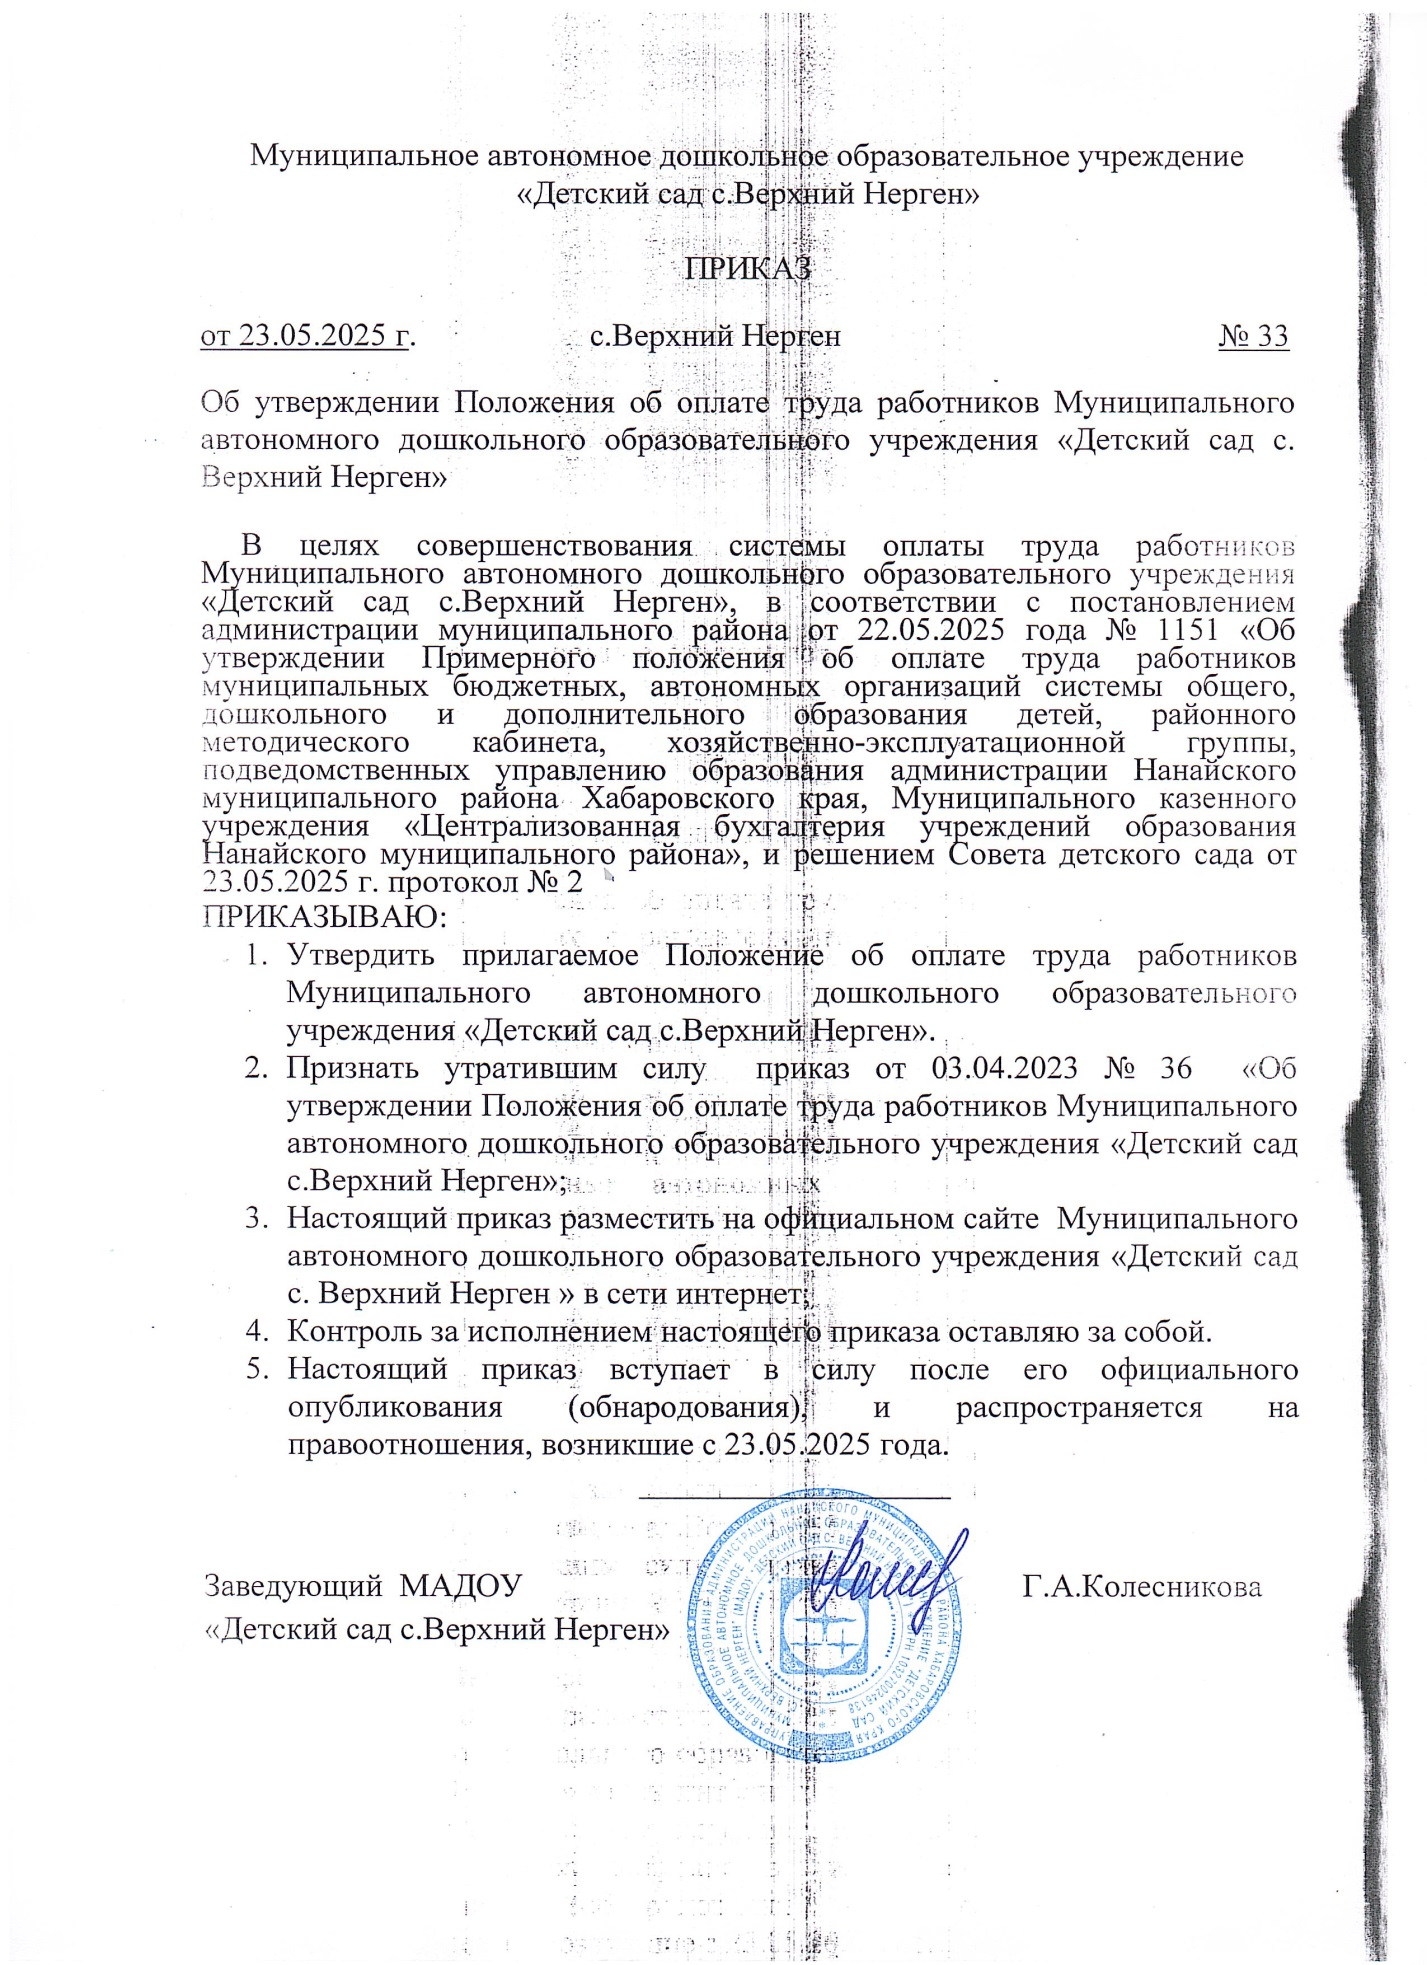 Муниципальное автономное дошкольное образовательное учреждение
«Детский сад с.Верхний Нерген»
ПРИКАЗ
от 23.05.2025 г. с.Верхний Нерген № 33
Об утверждении Положения об оплате труда работников Муниципального
автономного дошкольного образовательного учреждения «Детский сад с.
Верхний Нерген»
В целях совершенствования системы оплаты труда работников
Муниципального автономного дошкольного образовательного учреждения
«Детский сад с.Верхний Нерген», в соответствии с постановлением
администрации муниципального района от 22.05.2025 года № 1151 «Об
утверждении Примерного положения об оплате труда работников
муниципальных бюджетных, автономных организаций системы общего,
дошкольного и дополнительного образования детей, районного
методического кабинета, хозяйственно-эксплуатационной группы,
подведомственных управлению образования администрации Нанайского
муниципального района Хабаровского края, Муниципального казенного
учреждения «Централизованная бухгалтерия учреждений образования
Нанайского муниципального района», и решением Совета детского сада от
23.05.2025 г. протокол № 2
ПРИКАЗЫВАЮ:
1. Утвердить прилагаемое Положение об оплате труда работников
Муниципального автономного дошкольного образовательного
учреждения «Детский сад с.Верхний Нерген».
2. Признать утратившим силу приказ от 03.04.2023 № 36 «Об
утверждении Положения об оплате труда работников Муниципального
автономного дошкольного образовательного учреждения «Детский сад
с.Верхний Нерген»;
3. Настоящий приказ разместить на официальном сайте Муниципального
автономного дошкольного образовательного учреждения «Детский сад
с. Верхний Нерген » в сети интернет;
4. Контроль за исполнением настоящего приказа оставляю за собой.
5. Настоящий приказ вступает в силу после его официального
опубликования (обнародования), и распространяется на
правоотношения, возникшие с 23.05.2025 года.
Заведующий МАДОУ Г.А.Колесникова
«Детский сад с.Верхний Нерген»